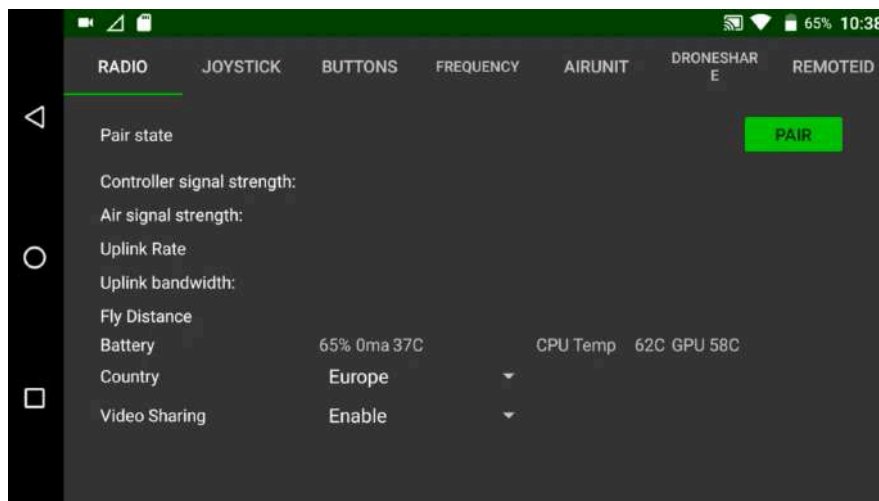 65% 10:38
RADIO JOYSTICK BUTTONS FREQUENCY AIRUNIT DRONESHAR
E REMOTEID
Pair state PAIR
Controller signal strength:
Air signal strength:
Uplink Rate
Uplink bandwidth:
Fly Distance
Battery 65% 0ma 37C CPU Temp 62C GPU 58C
Country Europe
Video Sharing Enable